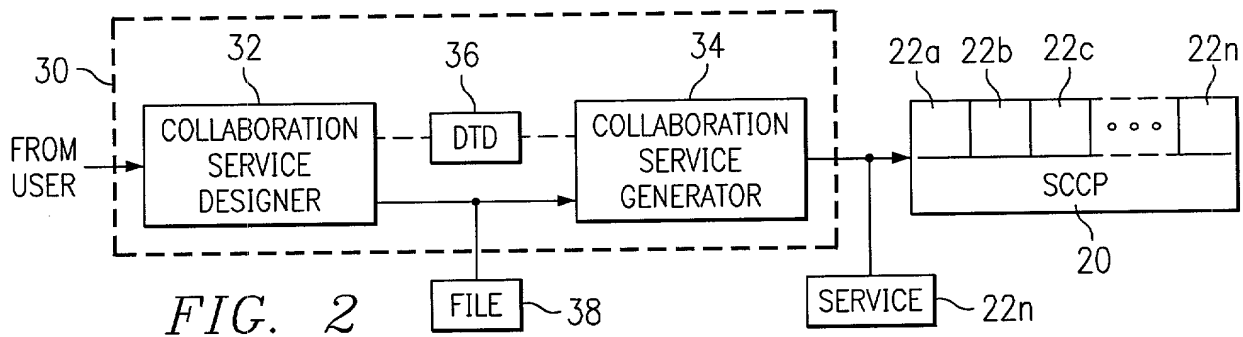 30
32
36
34
22a
22b
22c
22n
FROM
USER
COLLABORATION
SERVICE
DESIGNER
DTD
COLLABORATION
SERVICE
GENERATOR
SCCP
20
FILE
38
SERVICE
22n
FIG. 2